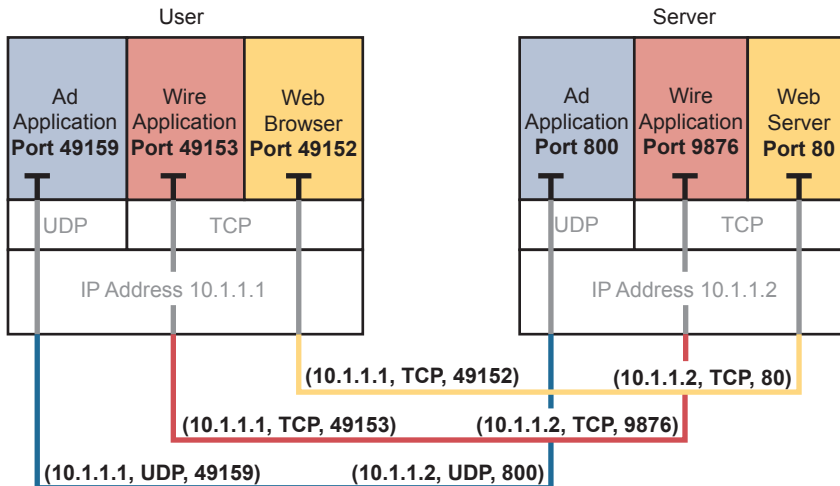 User
Server
Ad
Application
Port 49159
Wire
Application
Port 49153
Web
Browser
Port 49152
Ad
Application
Port 800
Wire
Application
Port 9876
Web
Server
Port 80
UDP
TCP
UDP
TCP
IP Address 10.1.1.1
IP Address 10.1.1.2
(10.1.1.1, TCP, 49152)
(10.1.1.2, TCP, 80)
(10.1.1.1, TCP, 49153)
(10.1.1.2, TCP, 9876)
(10.1.1.1, UDP, 49159)
(10.1.1.2, UDP, 800)